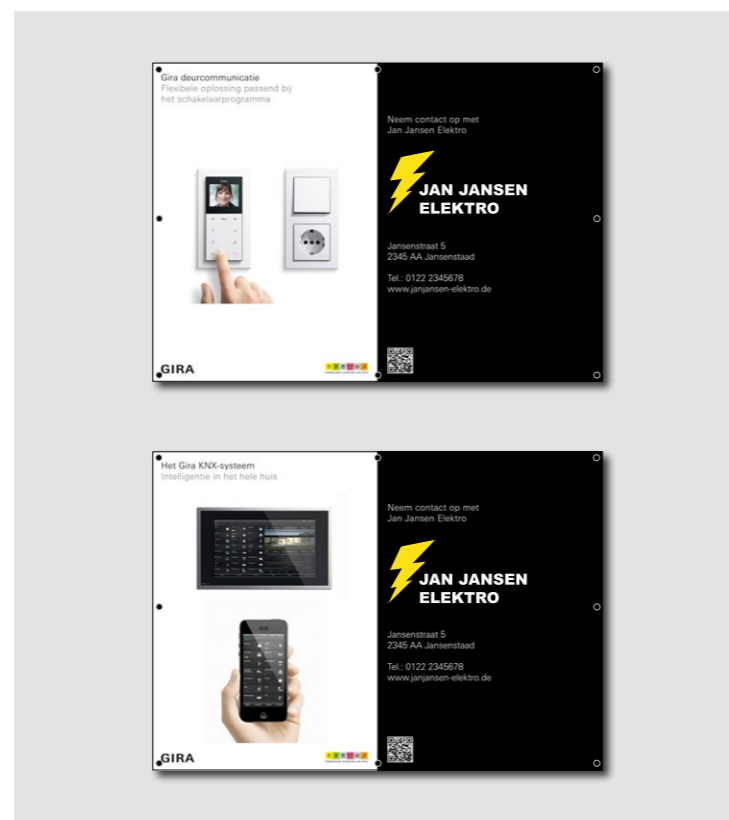 Gira deurcommunicatie
Flexibele oplossing passend bij
het schakelaarprogramma
GIRA
Neem contact op met
Jan Jansen Elektro
JAN JANSEN
ELEKTRO
Jansenstraat 5
2345 AA Jansenstaad
Tel.: 0122 2345678
www.janjansen-elektro.de
Het Gira KNX-systeem
Intelligentie in het hele huis
GIRA
Neem contact op met
Jan Jansen Elektro
JAN JANSEN
ELEKTRO
Jansenstraat 5
2345 AA Jansenstaad
Tel.: 0122 2345678
www.janjansen-elektro.de